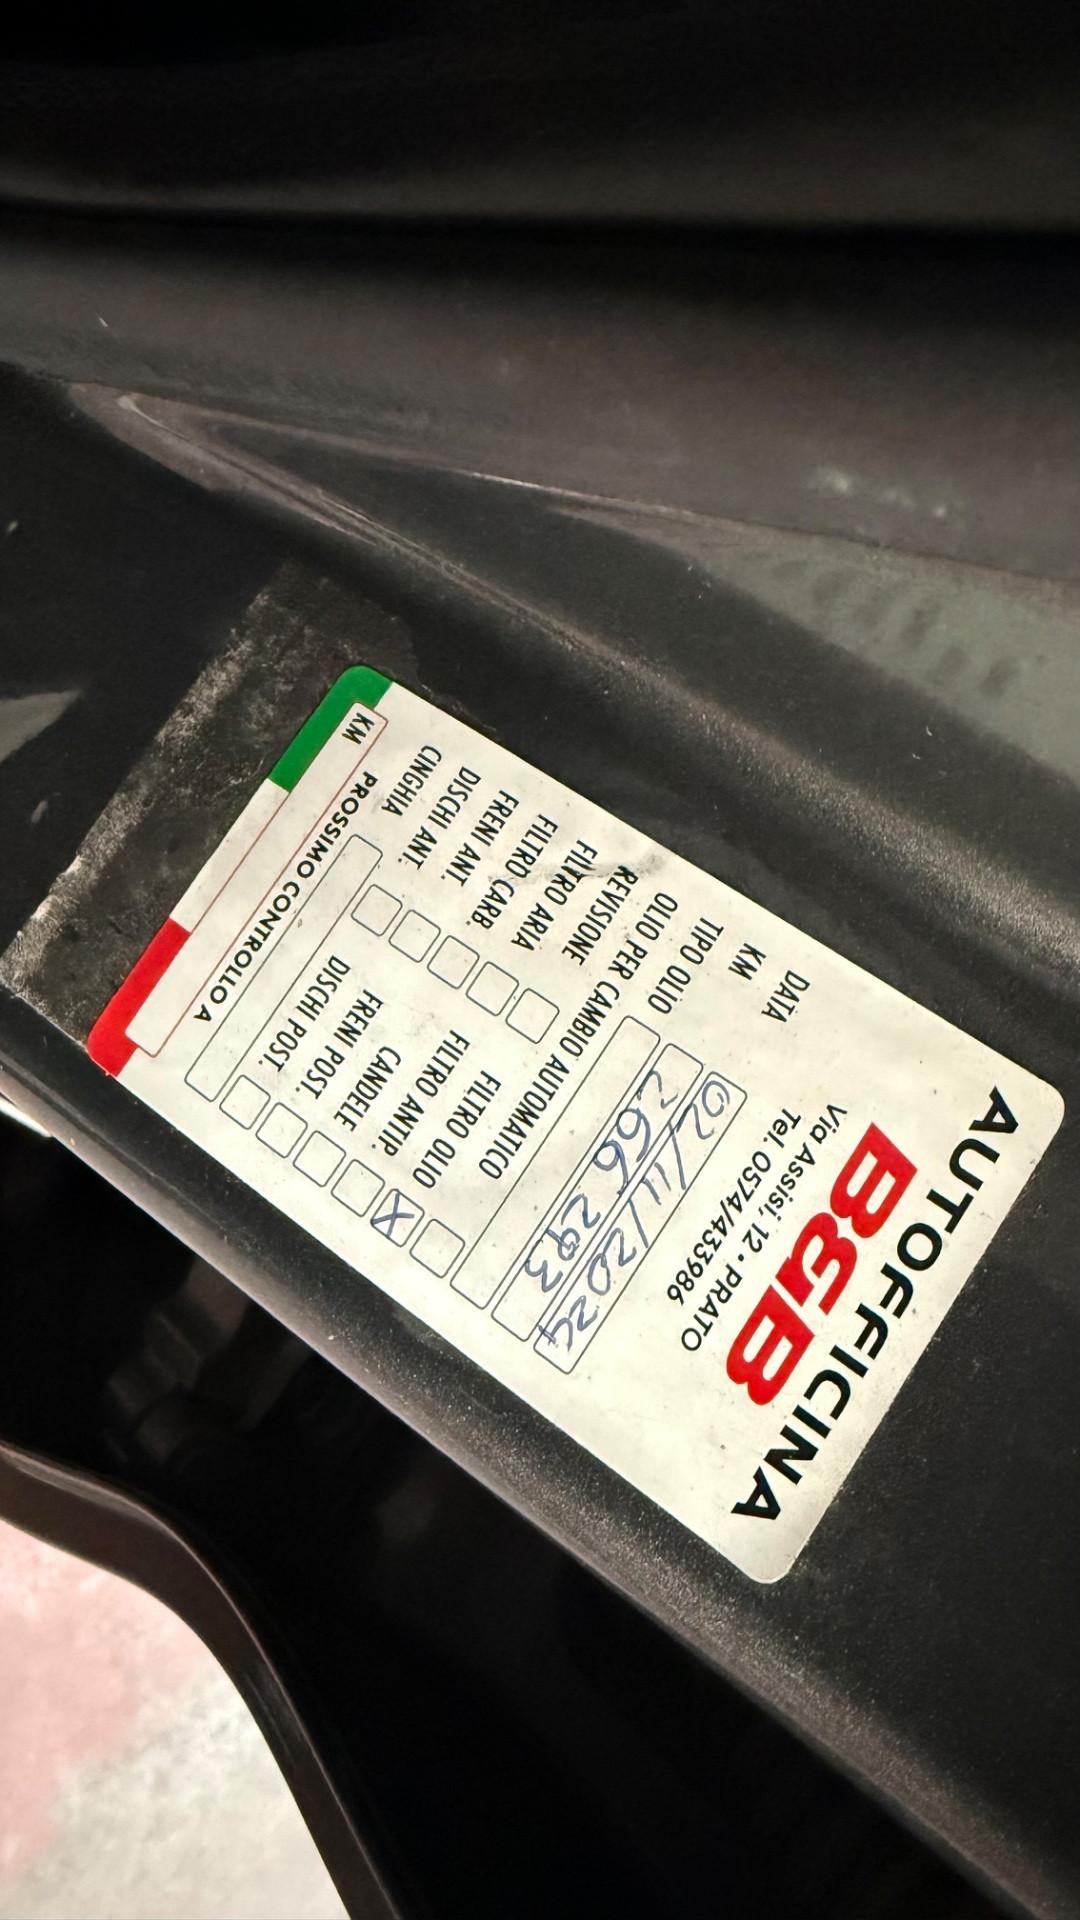 AUTOFFICINA
B&B
Via Assisi, 12 • PRATO
Tel. 0574/433986
DATA 02/11/2024
KM 266 293
TIPO OLIO
OLIO PER CAMBIO AUTOMATICO
REVISIONE FILTRO OLIO X
FILTRO ARIA FILTRO ANTIP.
FILTRO CARB. CANDELE
FRENI ANT. FRENI POST.
DISCHI ANT. DISCHI POST.
CINGHIA
PROSSIMO CONTROLLO A
KM